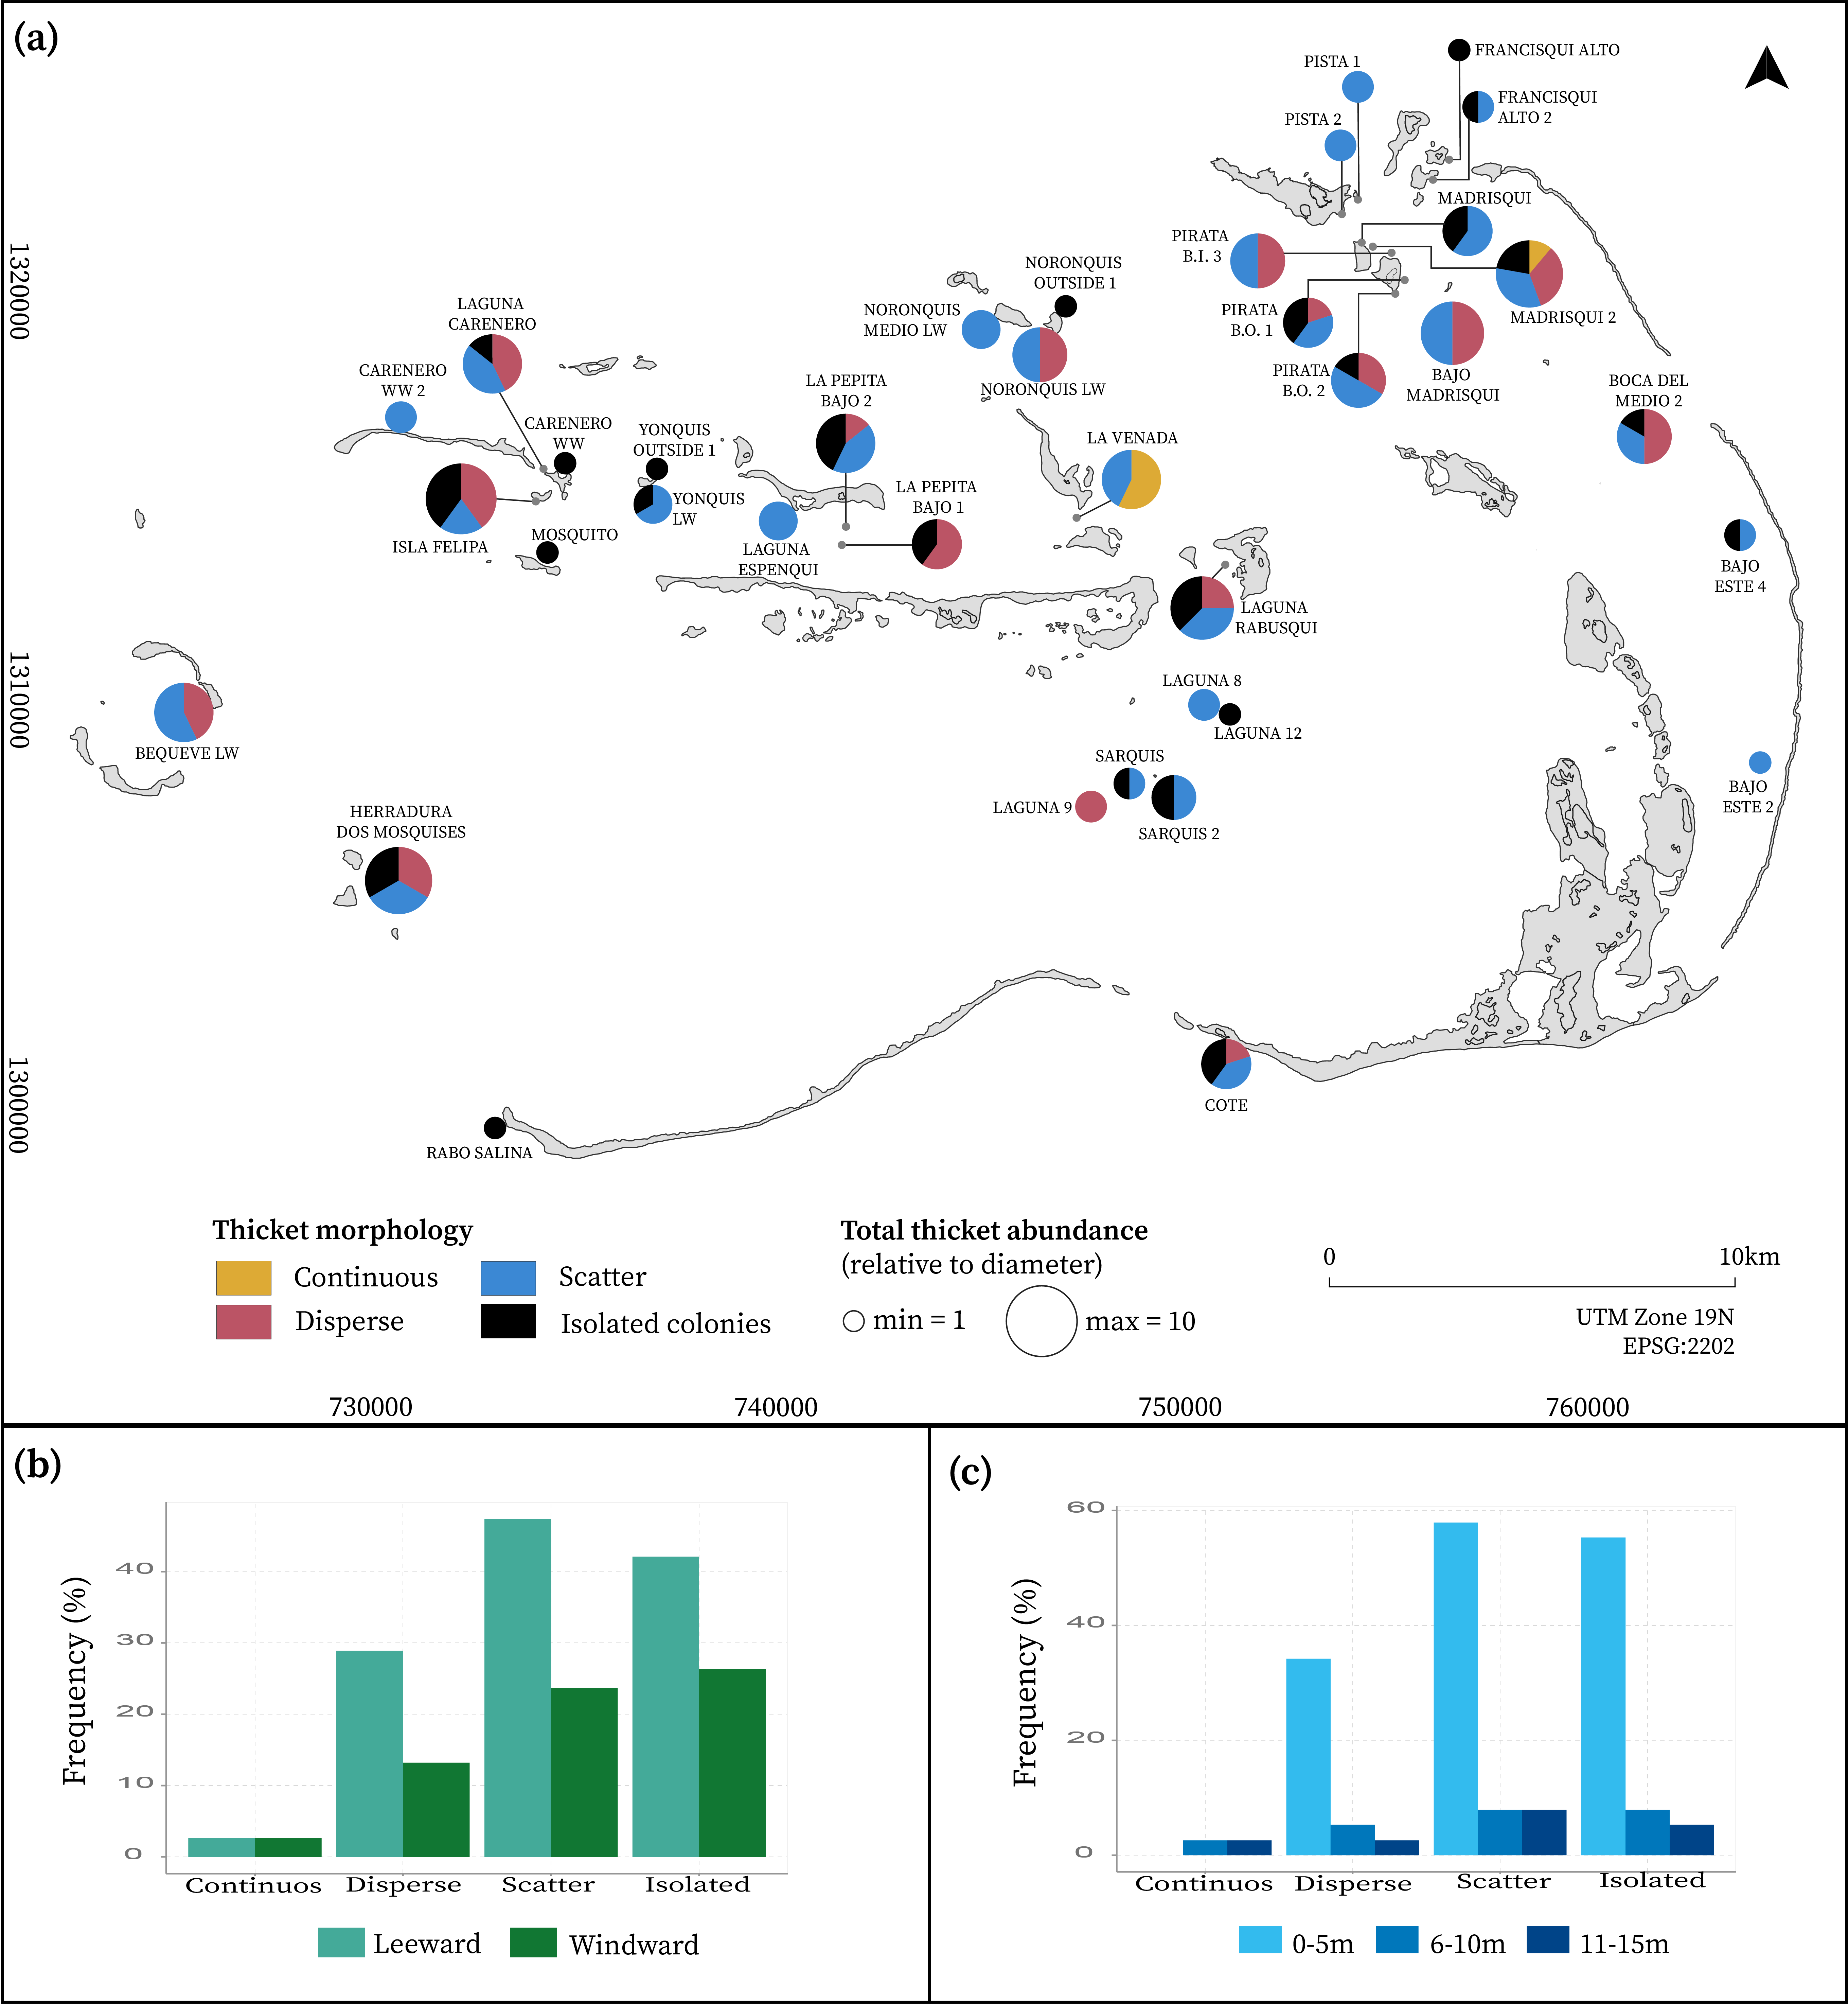 (a)
FRANCISQUI ALTO
PISTA 1
FRANCISQUI
ALTO 2
PISTA 2
MADRISQUI
PIRATA
B.I. 3
1320000
NORONQUIS
OUTSIDE 1
LAGUNA
CARENERO
NORONQUIS
MEDIO LW
PIRATA
B.O. 1
MADRISQUI 2
CARENERO
WW 2
LA PEPITA
BAJO 2
NORONQUIS LW
PIRATA
B.O. 2
BAJO
MADRISQUI
BOCA DEL
MEDIO 2
CARENERO
WW
YONQUIS
OUTSIDE 1
LA VENADA
LA PEPITA
BAJO 1
YONQUIS
LW
ISLA FELIPA
MOSQUITO
LAGUNA
ESPENQUI
BAJO
ESTE 4
LAGUNA
RABUSQUI
1310000
LAGUNA 8
LAGUNA 12
BEQUEVE LW
SARQUIS
LAGUNA 9
SARQUIS 2
BAJO
ESTE 2
HERRADURA
DOS MOSQUISES
1300000
COTE
RABO SALINA
Thicket morphology
Continuous
Scatter
Disperse
Isolated colonies
Total thicket abundance
(relative to diameter)
min = 1
max = 10
0
10km
UTM Zone 19N
EPSG:2202
730000
740000
750000
760000
(b)
Frequency (%)
40
30
20
10
0
Continuos
Disperse
Scatter
Isolated
Leeward
Windward
(c)
Frequency (%)
60
40
20
0
Continuos
Disperse
Scatter
Isolated
0-5m
6-10m
11-15m